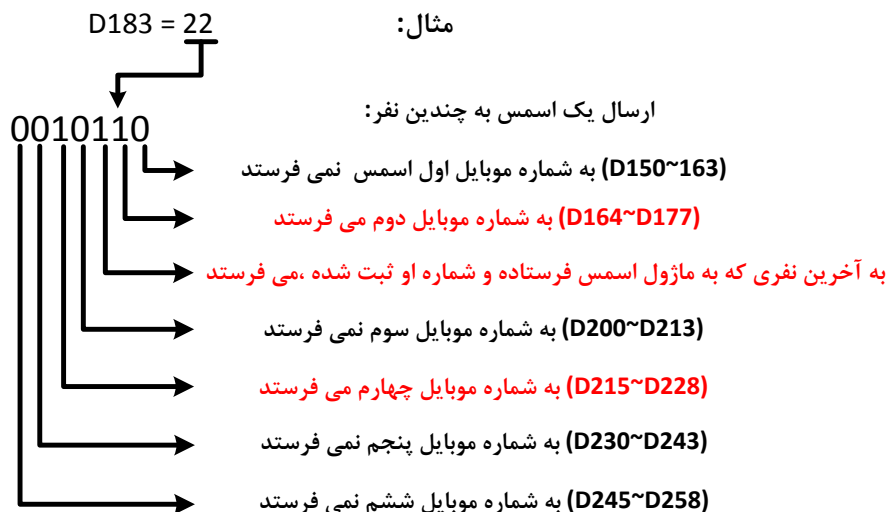 مثال: D183 = 22
ارسال یک اسمس به چندین نفر:
0010110
(D150~163) به شماره موبایل اول اسمس نمی فرستد
(D164~D177) به شماره موبایل دوم می فرستد
به آخرین نفری که به ماژول اسمس فرستاده و شماره او ثبت شده ،می فرستد
(D200~D213) به شماره موبایل سوم نمی فرستد
(D215~D228) به شماره موبایل چهارم می فرستد
(D230~D243) به شماره موبایل پنجم نمی فرستد
(D245~D258) به شماره موبایل ششم نمی فرستد